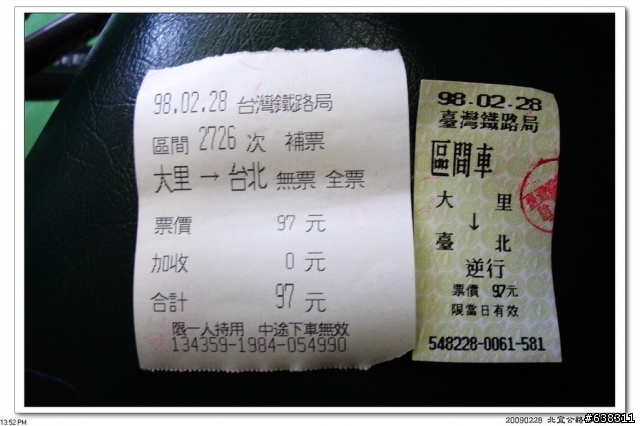 98.02.28 台灣鐵路局
區間 2726 次 補票
大里 → 台北 無票 全票
票價 97 元
加收 0 元
合計 97 元
限一人持用 中途下車無效
134359-1984-054990
98-02-28
臺灣鐵路局
區間車
大里
↓
臺北
逆行
票價 97元
限當日有效
548228-0061-581
13:52 PM
20090228 北宜公路
#638311